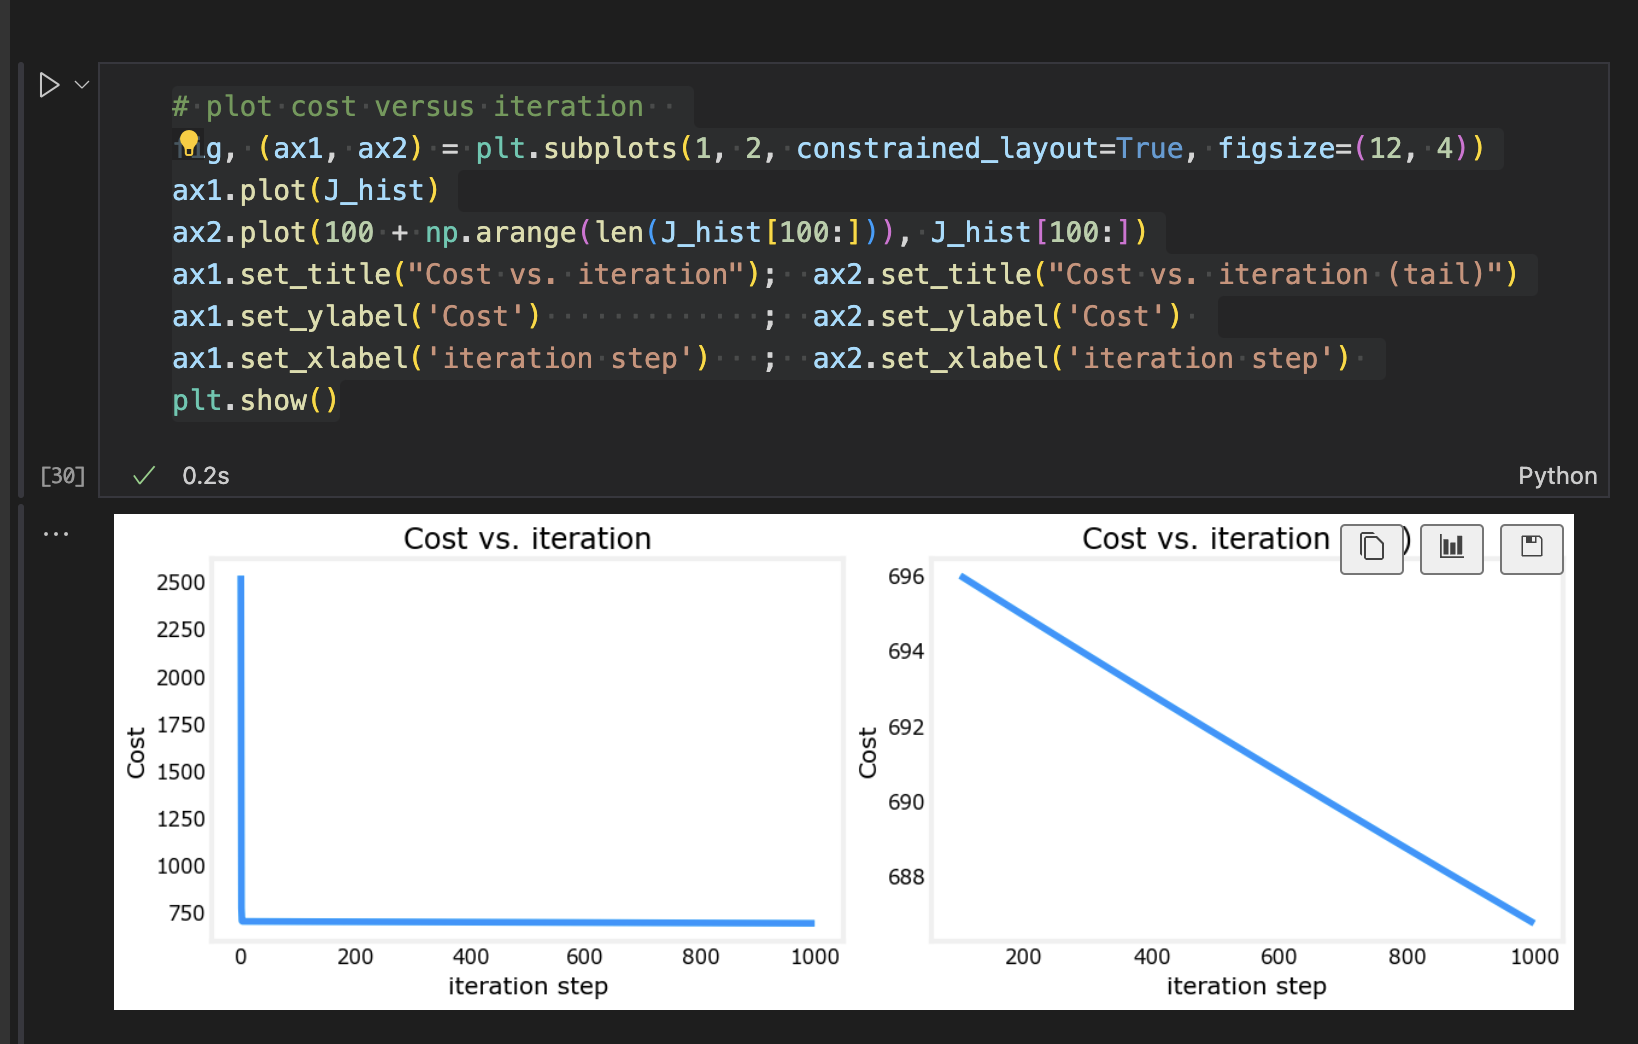 # plot cost versus iteration
fig, (ax1, ax2) = plt.subplots(1, 2, constrained_layout=True, figsize=(12, 4))
ax1.plot(J_hist)
ax2.plot(100 + np.arange(len(J_hist[100:])), J_hist[100:])
ax1.set_title("Cost vs. iteration");  ax2.set_title("Cost vs. iteration (tail)")
ax1.set_ylabel('Cost')             ;  ax2.set_ylabel('Cost')
ax1.set_xlabel('iteration step')   ;  ax2.set_xlabel('iteration step')
plt.show()
[30]
0.2s
Python
Cost vs. iteration
2500
2250
2000
1750
1500
1250
1000
750
Cost
0 200 400 600 800 1000
iteration step
Cost vs. iteration )
696
694
692
690
688
Cost
200 400 600 800 1000
iteration step